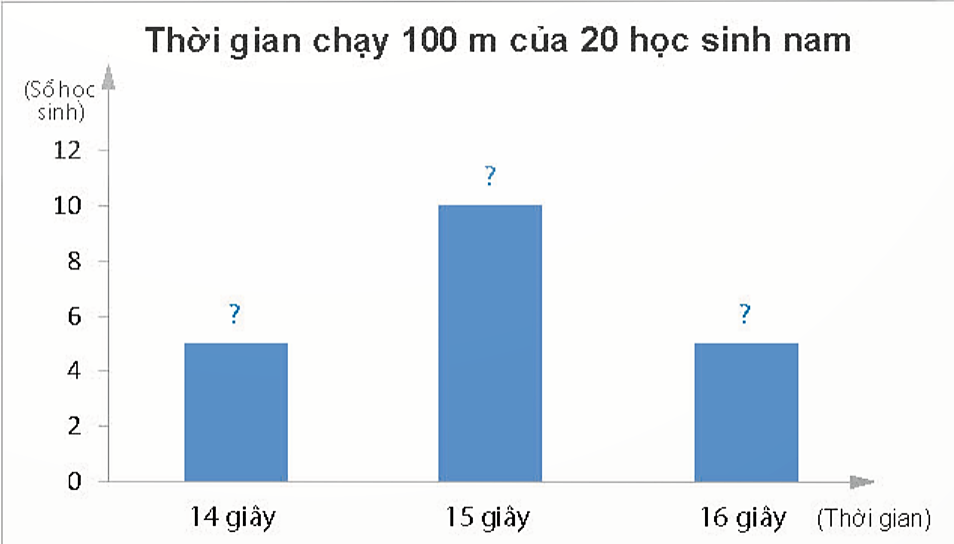 Thời gian chạy 100 m của 20 học sinh nam
(Số học
sinh)
12
?
10
8
?
?
6
4
2
0
14 giây
15 giây
16 giây
(Thời gian)